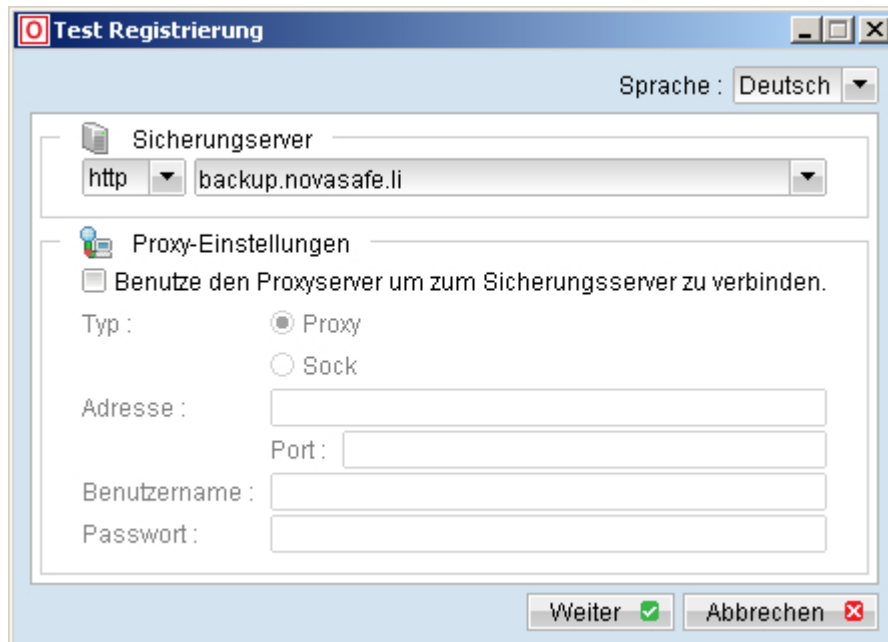 O Test Registrierung
Sprache : Deutsch
Sicherungserver
http backup.novasafe.li
Proxy-Einstellungen
Benutze den Proxyserver um zum Sicherungsserver zu verbinden.
Typ : Proxy
Sock
Adresse :
Port :
Benutzername :
Passwort :
Weiter Abbrechen